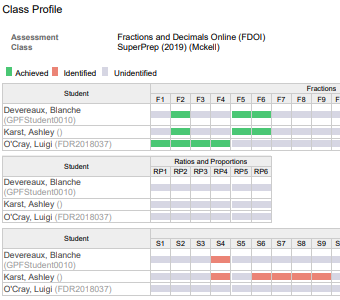 Class Profile
Assessment Fractions and Decimals Online (FDOI)
Class SuperPrep (2019) (Mckell)
Achieved Identified Unidentified
Student Fractions
F1 F2 F3 F4 F5 F6 F7 F8 F9 F
Devereaux, Blanche
(GPFStudent0010)
Karst, Ashley ()
O'Cray, Luigi (FDR2018037)
Student Ratios and Proportions
RP1 RP2 RP3 RP4 RP5 RP6
Devereaux, Blanche
(GPFStudent0010)
Karst, Ashley ()
O'Cray, Luigi (FDR2018037)
Student
S1 S2 S3 S4 S5 S6 S7 S8 S9 S
Devereaux, Blanche
(GPFStudent0010)
Karst, Ashley ()
O'Cray, Luigi (FDR2018037)